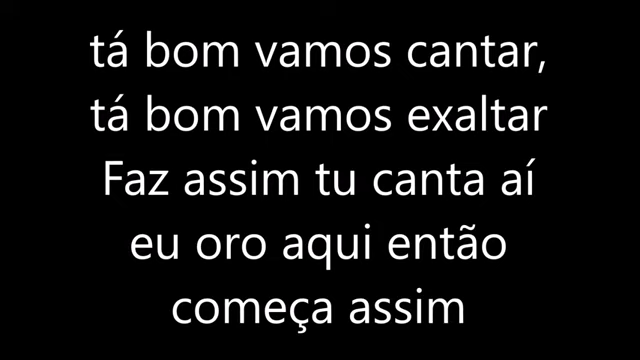 tá bom vamos cantar,
tá bom vamos exaltar
Faz assim tu canta aí
eu oro aqui então
começa assim